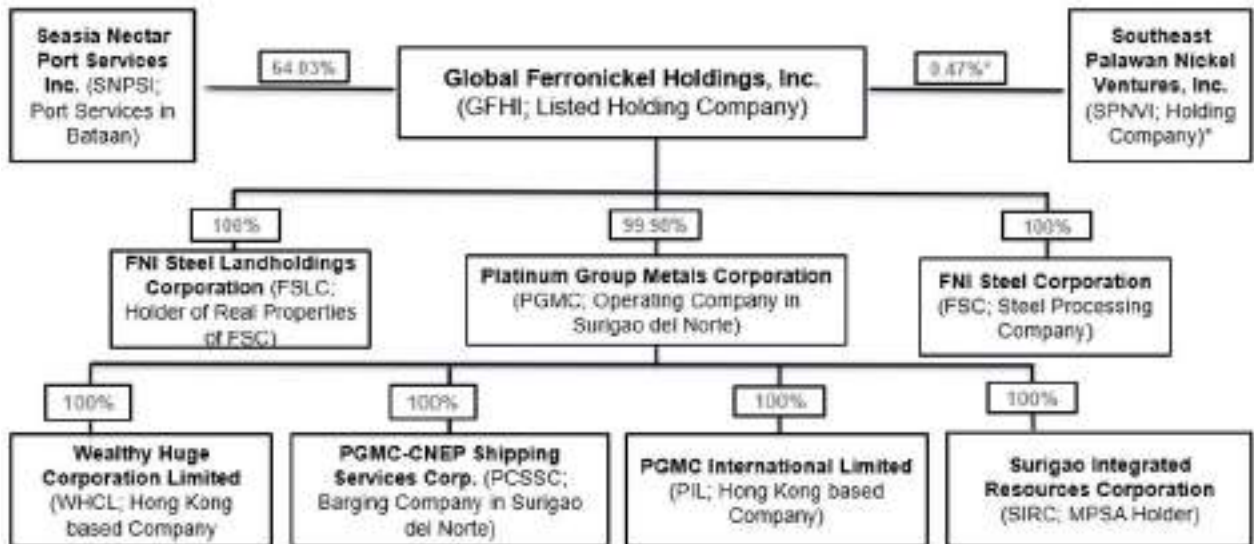 Seasia Nectar
Port Services
Inc. (SNPSI;
Port Services in
Bataan)
64.03%
Global Ferronickel Holdings, Inc.
(GFHI; Listed Holding Company)
0.47%*
Southeast
Palawan Nickel
Ventures, Inc.
(SPNVI; Holding
Company)*
100%
99.98%
100%
FNI Steel Landholdings
Corporation (FSLC;
Holder of Real Properties
of FSC)
Platinum Group Metals Corporation
(PGMC; Operating Company in
Surigao del Norte)
FNI Steel Corporation
(FSC; Steel Processing
Company)
100%
100%
100%
100%
Wealthy Huge
Corporation Limited
(WHCL; Hong Kong
based Company
PGMC-CNEP Shipping
Services Corp. (PCSSC;
Barging Company in Surigao
del Norte)
PGMC International Limited
(PIL; Hong Kong based
Company)
Surigao Integrated
Resources Corporation
(SIRC; MPSA Holder)